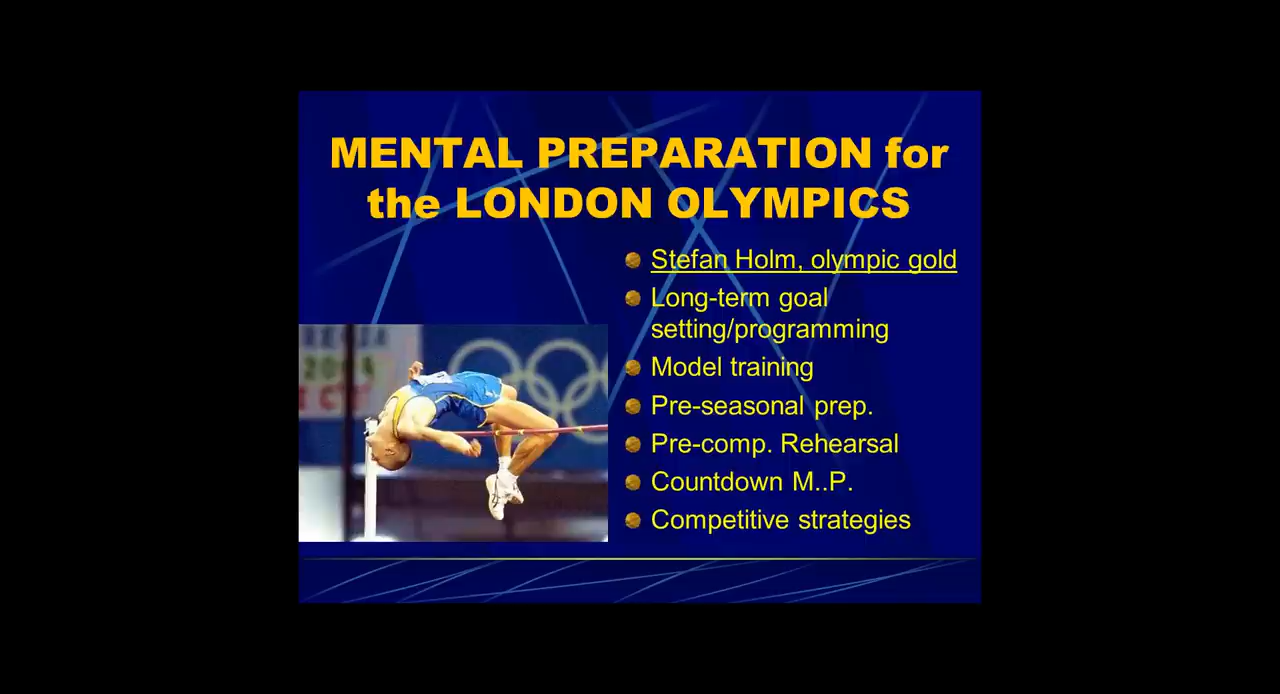 MENTAL PREPARATION for
the LONDON OLYMPICS
Stefan Holm, olympic gold
Long-term goal
setting/programming
Model training
Pre-seasonal prep.
Pre-comp. Rehearsal
Countdown M..P.
Competitive strategies